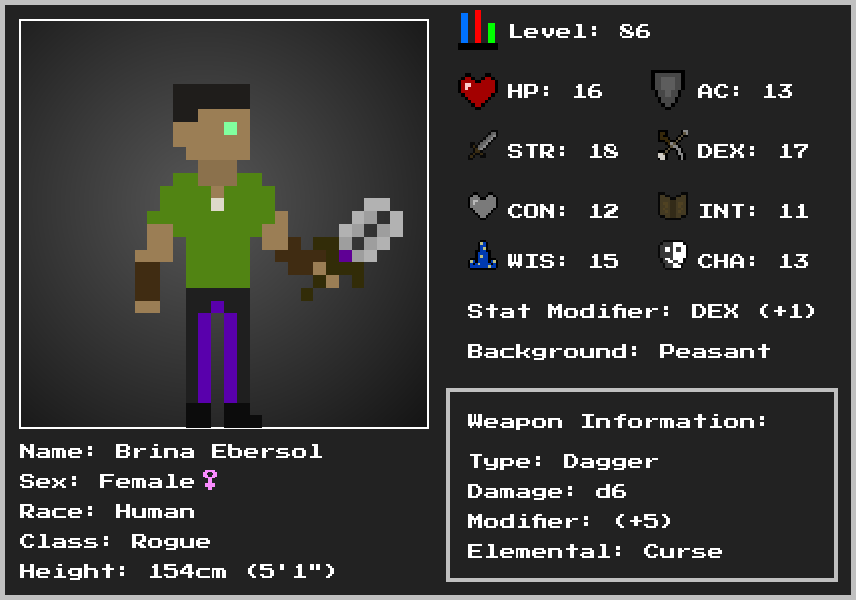 Level: 86
HP: 16 AC: 13
STR: 18 DEX: 17
CON: 12 INT: 11
WIS: 15 CHA: 13
Stat Modifier: DEX (+1)
Background: Peasant
Weapon Information:
Type: Dagger
Damage: d6
Modifier: (+5)
Elemental: Curse
Name: Brina Ebersol
Sex: Female♀
Race: Human
Class: Rogue
Height: 154cm (5'1")